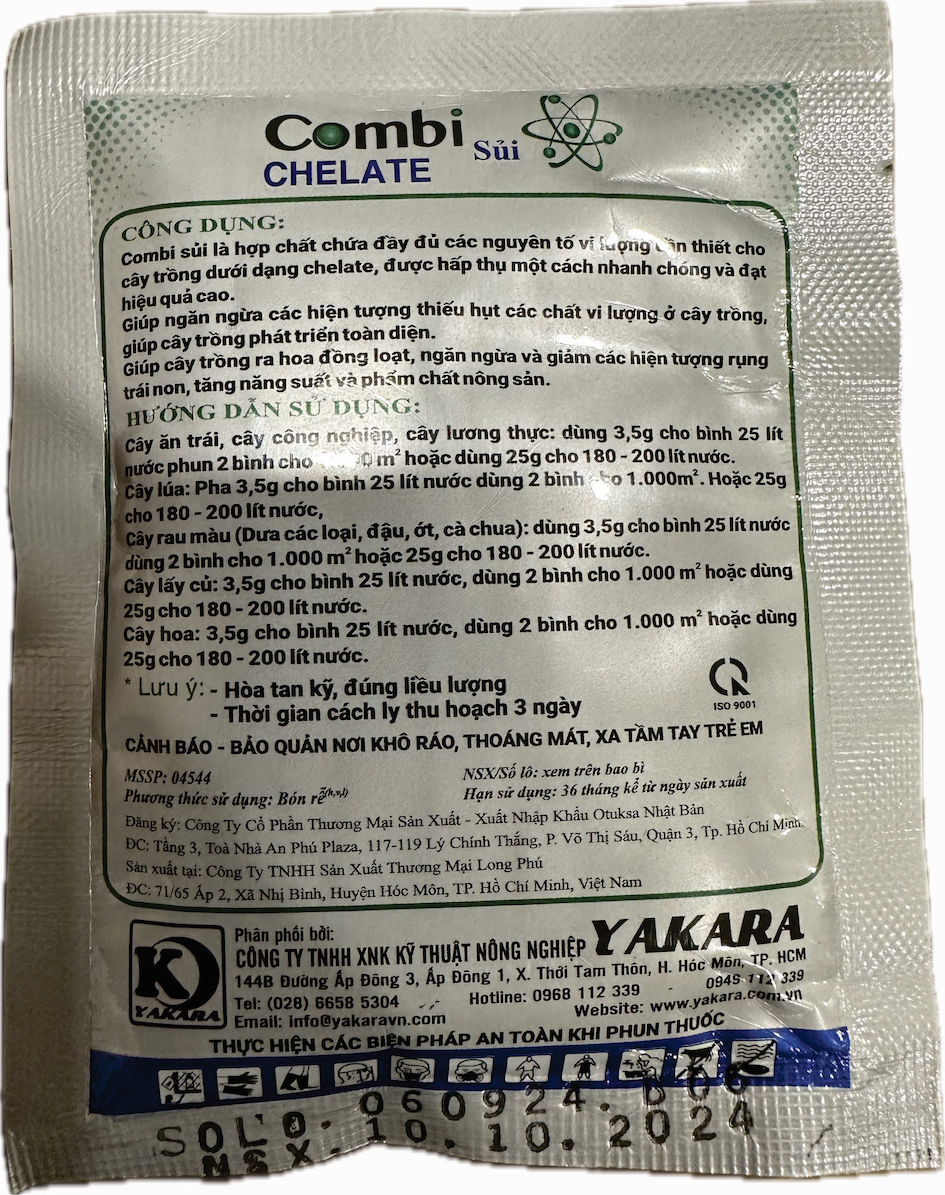 Combi Sủi
CHELATE
CÔNG DỤNG:
Combi sủi là hợp chất chứa đầy đủ các nguyên tố vi lượng thiết cho
cây trồng dưới dạng chelate, được hấp thụ một cách nhanh chóng và đạt
hiệu quả cao.
Giúp ngăn ngừa các hiện tượng thiếu hụt các chất vi lượng ở cây trồng,
giúp cây trồng phát triển toàn diện.
Giúp cây trồng ra hoa đồng loạt, ngăn ngừa và giảm các hiện tượng rụng
trái non, tăng năng suất và phẩm chất nông sản.
HƯỚNG DẪN SỬ DỤNG:
Cây ăn trái, cây công nghiệp, cây lương thực: dùng 3,5g cho bình 25 lít
nước phun 2 bình cho m² hoặc dùng 25g cho 180 - 200 lít nước.
Cây lúa: Pha 3,5g cho bình 25 lít nước dùng 2 bình 1.000m². Hoặc 25g
cho 180 - 200 lít nước,
Cây rau màu (Dưa các loại, đậu, ớt, cà chua): dùng 3,5g cho bình 25 lít nước
dùng 2 bình cho 1.000 m² hoặc 25g cho 180 - 200 lít nước.
Cây lấy củ: 3,5g cho bình 25 lít nước, dùng 2 bình cho 1.000 m² hoặc dùng
25g cho 180 - 200 lít nước.
Cây hoa: 3,5g cho bình 25 lít nước, dùng 2 bình cho 1.000 m² hoặc dùng
25g cho 180 - 200 lít nước.
* Lưu ý: - Hòa tan kỹ, đúng liều lượng
- Thời gian cách ly thu hoạch 3 ngày
ISO 9001
CẢNH BÁO - BẢO QUẢN NƠI KHÔ RÁO, THOÁNG MÁT, XA TẦM TAY TRẺ EM
MSSP: 04544 NSX/Số lô: xem trên bao bì
Phương thức sử dụng: Bón rễ(h,v,l) Hạn sử dụng: 36 tháng kể từ ngày sản xuất
Đăng ký: Công Ty Cổ Phần Thương Mại Sản Xuất - Xuất Nhập Khẩu Otuksa Nhật Bản
ĐC: Tầng 3, Toà Nhà An Phú Plaza, 117-119 Lý Chính Thắng, P. Võ Thị Sáu, Quận 3, Tp. Hồ Chí Minh.
Sản xuất tại: Công Ty TNHH Sản Xuất Thương Mại Long Phú
ĐC: 71/65 Ấp 2, Xã Nhị Bình, Huyện Hóc Môn, TP. Hồ Chí Minh, Việt Nam
YAKARA
Phân phối bởi:
CÔNG TY TNHH XNK KỸ THUẬT NÔNG NGHIỆP YAKARA
144B Đường Ấp Đông 3, Ấp Đông 1, X. Thới Tam Thôn, H. Hóc Môn, TP. HCM
Tel: (028) 6658 5304 Hotline: 0968 112 339 - 0949 112 339
Email: info@yakaravn.com Website: www.yakara.com.vn
THỰC HIỆN CÁC BIỆN PHÁP AN TOÀN KHI PHUN THUỐC
SOLO. 060924. B06
NSX. 10.10.2024